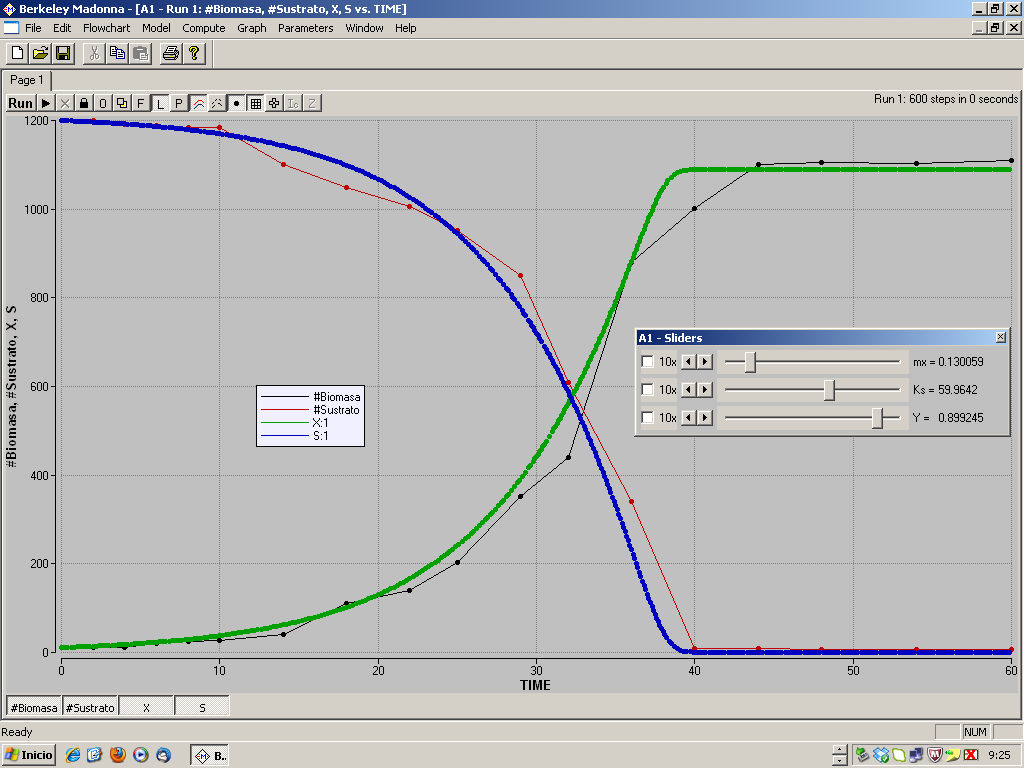 Berkeley Madonna - [A1 - Run 1: #Biomasa, #Sustrato, X, S vs. TIME]
File Edit Flowchart Model Compute Graph Parameters Window Help
Page 1
Run O F L P Ic Z
Run 1: 600 steps in 0 seconds
1200
1000
800
600
400
200
0
#Biomasa, #Sustrato, X, S
#Biomasa
#Sustrato
X:1
S:1
A1 - Sliders
10x mx = 0.130059
10x Ks = 59.9642
10x Y = 0.899245
0 10 20 30 40 50 60
TIME
#Biomasa #Sustrato X S
Ready NUM
Inicio B.. 9:25